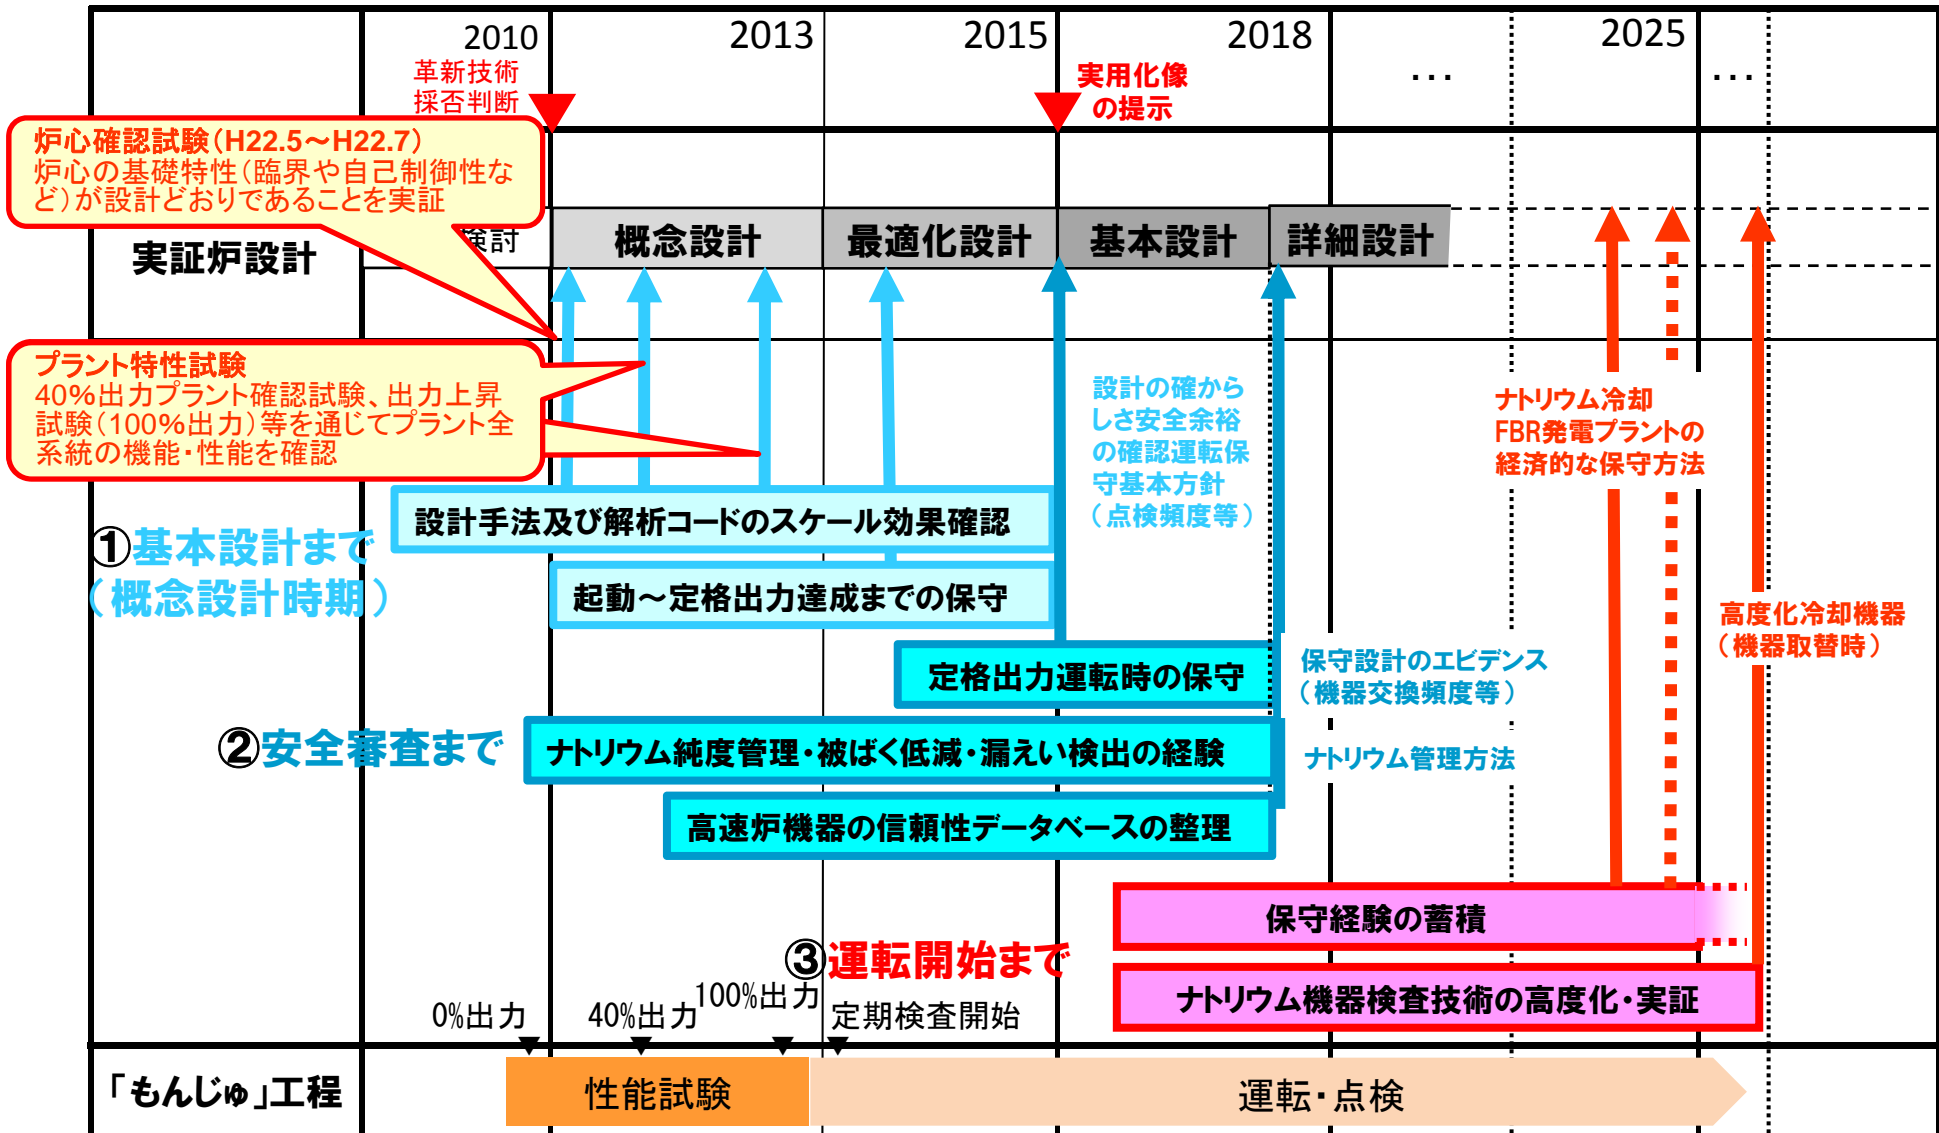 2010
2013
2015
2018
2025
革新技術
採否判断
実用化像
の提示
…
…
炉心確認試験(H22.5～H22.7)
炉心の基礎特性(臨界や自己制御性な
ど)が設計どおりであることを実証
実証炉設計
検討
概念設計
最適化設計
基本設計
詳細設計
プラント特性試験
40%出力プラント確認試験、出力上昇
試験(100%出力)等を通じてプラント全
系統の機能・性能を確認
設計の確から
しさ安全余裕
の確認運転保
守基本方針
(点検頻度等)
ナトリウム冷却
FBR発電プラントの
経済的な保守方法
①基本設計まで
(概念設計時期)
設計手法及び解析コードのスケール効果確認
起動～定格出力達成までの保守
高度化冷却機器
(機器取替時)
定格出力運転時の保守
保守設計のエビデンス
(機器交換頻度等)
②安全審査まで
ナトリウム純度管理・被ばく低減・漏えい検出の経験
ナトリウム管理方法
高速炉機器の信頼性データベースの整理
保守経験の蓄積
③運転開始まで
ナトリウム機器検査技術の高度化・実証
0%出力
40%出力
100%出力
定期検査開始
「もんじゅ」工程
性能試験
運転・点検